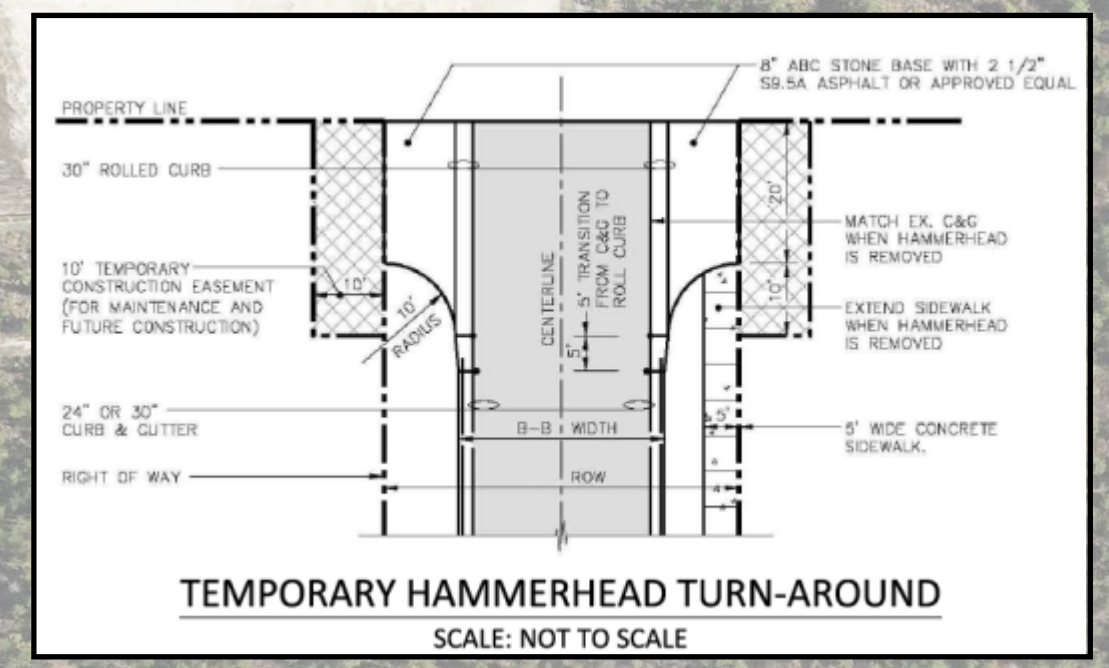 8" ABC STONE BASE WITH 2 1/2"
S9.5A ASPHALT OR APPROVED EQUAL
PROPERTY LINE
30" ROLLED CURB
5' TRANSITION
FROM C&G TO
ROLL CURB
20'
MATCH EX. C&G
WHEN HAMMERHEAD
IS REMOVED
10' TEMPORARY
CONSTRUCTION EASEMENT
(FOR MAINTENANCE AND
FUTURE CONSTRUCTION)
10'
10'
RADIUS
CENTERLINE
5'
10'
EXTEND SIDEWALK
WHEN HAMMERHEAD
IS REMOVED
24" OR 30"
CURB & GUTTER
B-B WIDTH
5'
5' WIDE CONCRETE
SIDEWALK.
RIGHT OF WAY
ROW
TEMPORARY HAMMERHEAD TURN-AROUND
SCALE: NOT TO SCALE